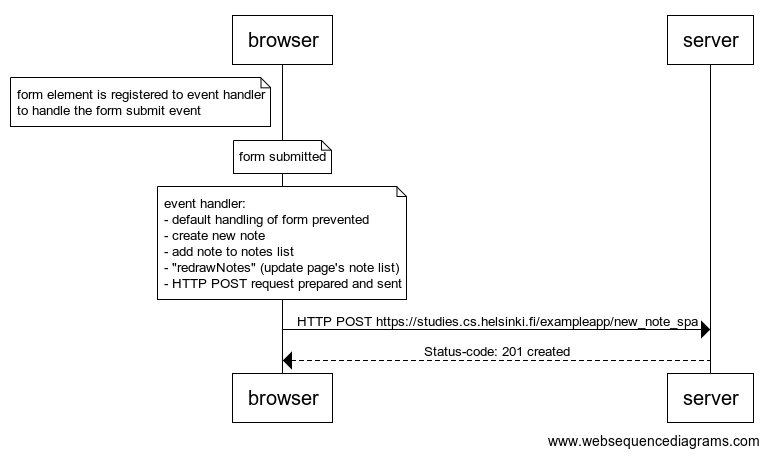 browser
server
form element is registered to event handler
to handle the form submit event
form submitted
event handler:
- default handling of form prevented
- create new note
- add note to notes list
- "redrawNotes" (update page's note list)
- HTTP POST request prepared and sent
HTTP POST https://studies.cs.helsinki.fi/exampleapp/new_note_spa
Status-code: 201 created
browser
server
www.websequencediagrams.com